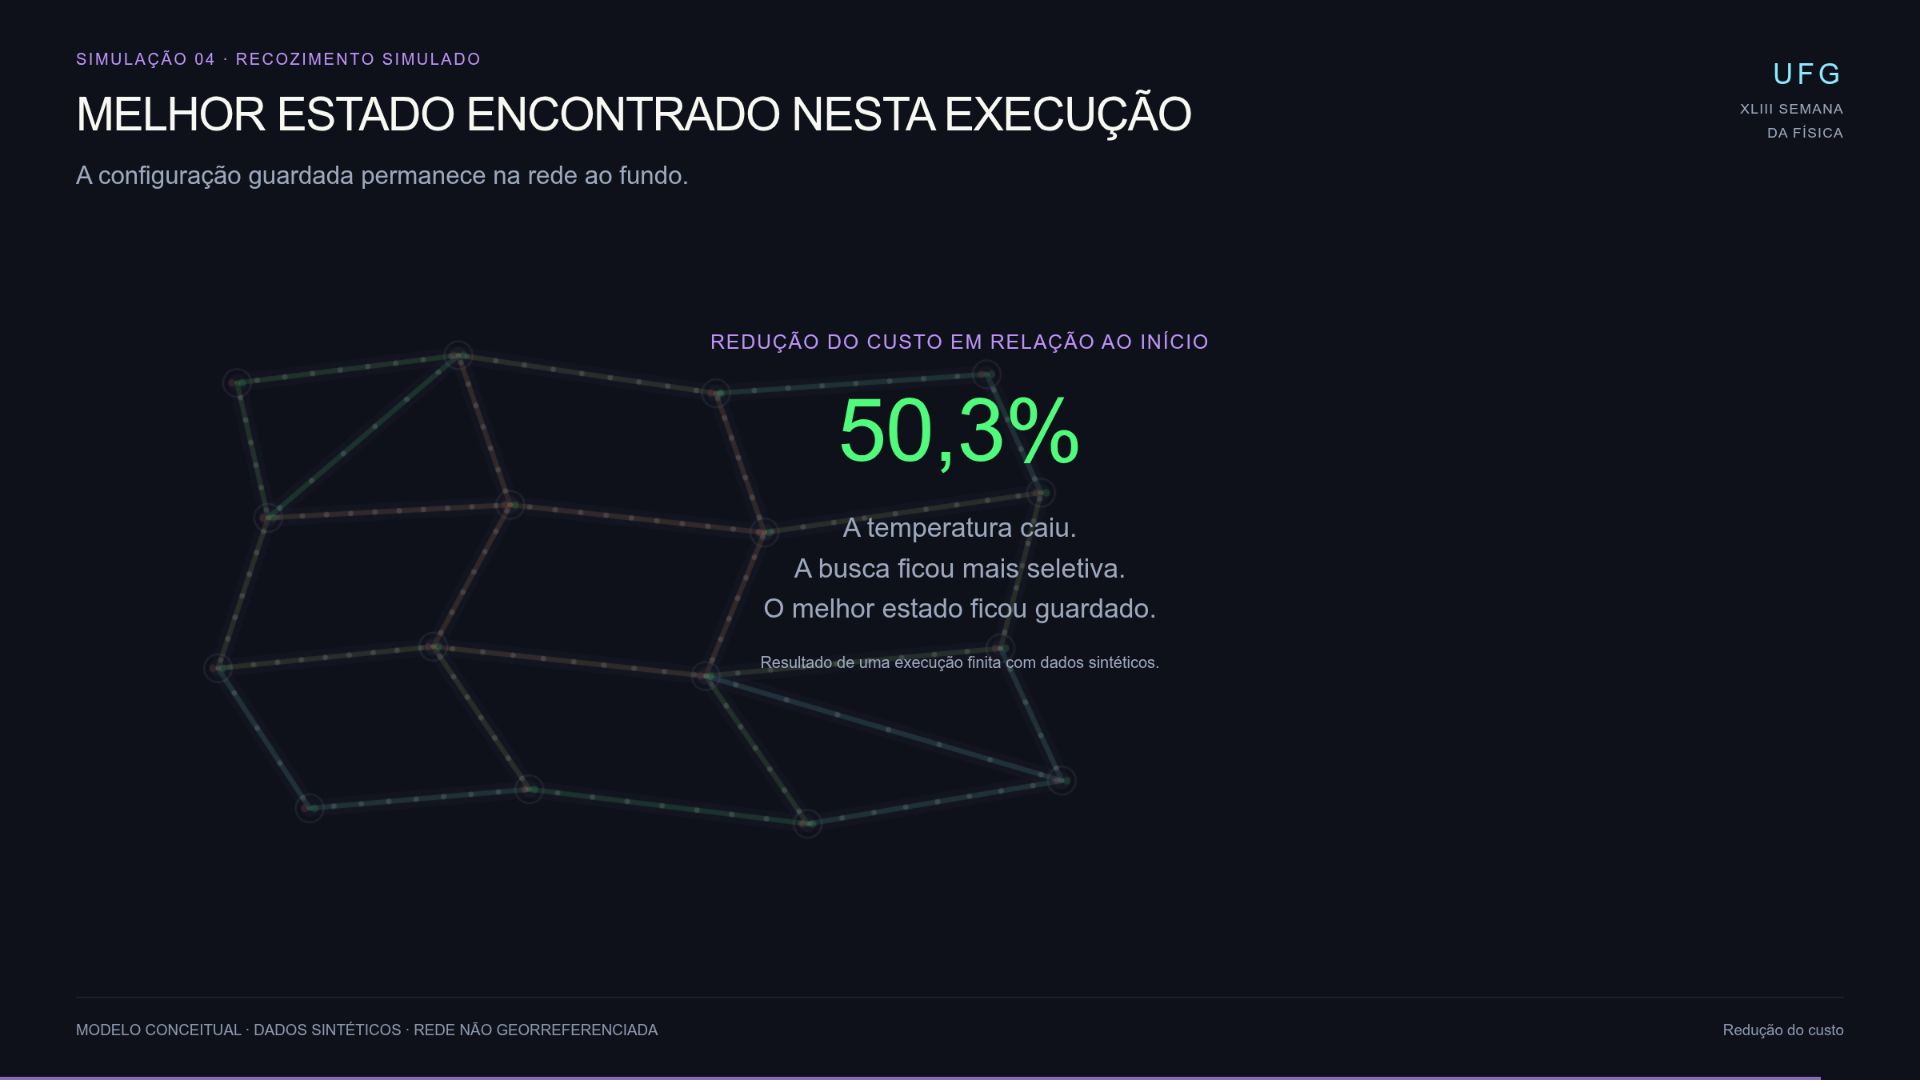 SIMULAÇÃO 04 · RECOZIMENTO SIMULADO
MELHOR ESTADO ENCONTRADO NESTA EXECUÇÃO
A configuração guardada permanece na rede ao fundo.
UFG
XLIII SEMANA
DA FÍSICA
REDUÇÃO DO CUSTO EM RELAÇÃO AO INÍCIO
50,3%
A temperatura caiu.
A busca ficou mais seletiva.
O melhor estado ficou guardado.
Resultado de uma execução finita com dados sintéticos.
MODELO CONCEITUAL · DADOS SINTÉTICOS · REDE NÃO GEORREFERENCIADA
Redução do custo